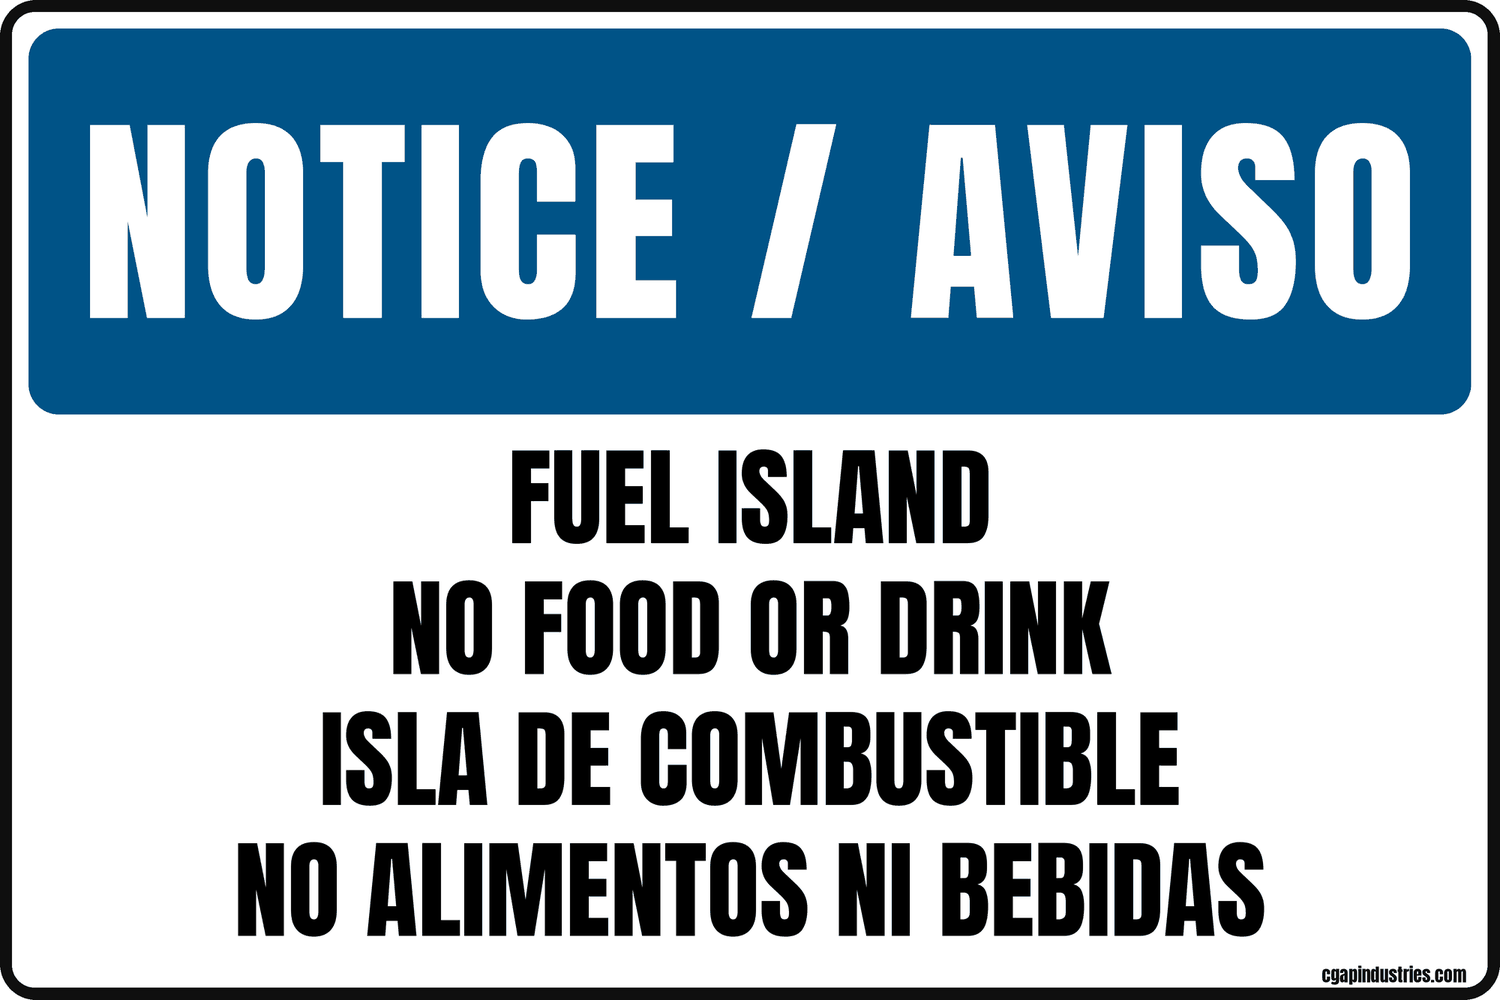 NOTICE / AVISO
FUEL ISLAND
NO FOOD OR DRINK
ISLA DE COMBUSTIBLE
NO ALIMENTOS NI BEBIDAS
cgapindustries.com